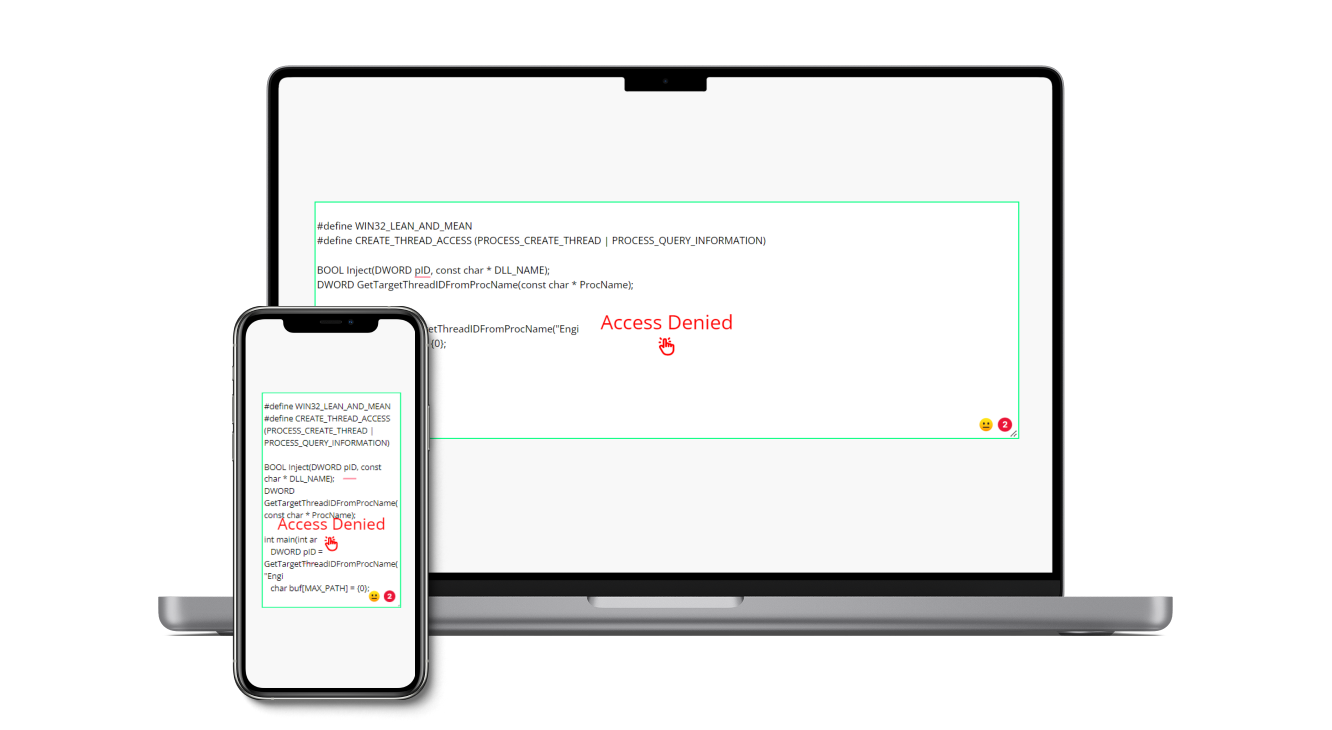 #define WIN32_LEAN_AND_MEAN
#define CREATE_THREAD_ACCESS (PROCESS_CREATE_THREAD | PROCESS_QUERY_INFORMATION)
BOOL Inject(DWORD pID, const char * DLL_NAME);
DWORD GetTargetThreadIDFromProcName(const char * ProcName);
etThreadIDFromProcName("Engi
{0};
Access Denied
2
#define WIN32_LEAN_AND_MEAN
#define CREATE_THREAD_ACCESS
(PROCESS_CREATE_THREAD |
PROCESS_QUERY_INFORMATION)
BOOL Inject(DWORD pID, const
char * DLL_NAME);
DWORD
GetTargetThreadIDFromProcName(
const char * ProcName);
Access Denied
int main(int ar
DWORD pID =
GetTargetThreadIDFromProcName(
"Engi
char buf[MAX_PATH] = {0};
2